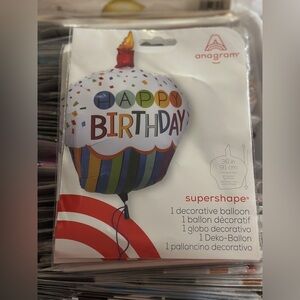 anagram
HAPPY
BIRTHDAY
supershape
1 decorative balloon
1 ballon décoratif
1 globo decorativo
1 Deko-Ballon
1 palloncino decorativo